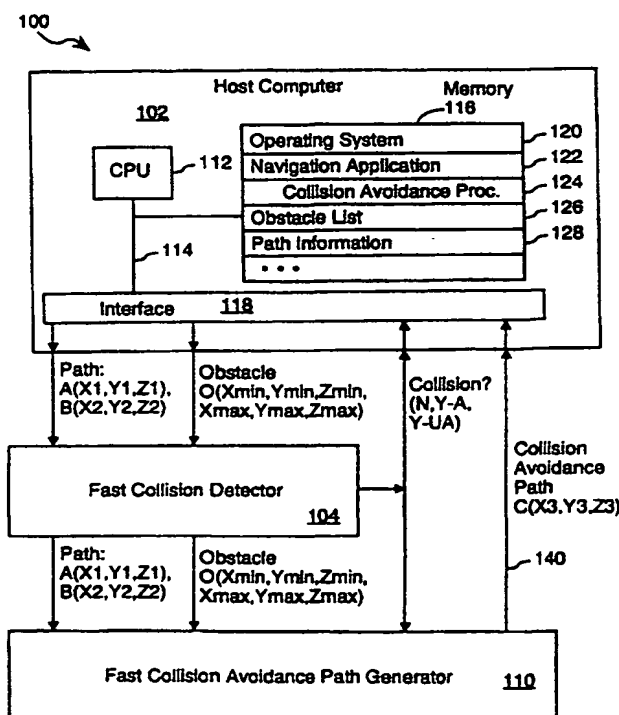 100
Host Computer
102
Memory
116
CPU
112
Operating System
120
Navigation Application
122
Collision Avoidance Proc.
124
Obstacle List
126
Path Information
128
• • •
114
Interface
118
Path:
A(X1,Y1,Z1),
B(X2,Y2,Z2)
Obstacle
O(Xmin,Ymin,Zmin,
Xmax,Ymax,Zmax)
Collision?
(N,Y-A,
Y-UA)
Collision
Avoidance
Path
C(X3,Y3,Z3)
Fast Collision Detector
104
Path:
A(X1,Y1,Z1),
B(X2,Y2,Z2)
Obstacle
O(Xmin,Ymin,Zmin,
Xmax,Ymax,Zmax)
140
Fast Collision Avoidance Path Generator
110